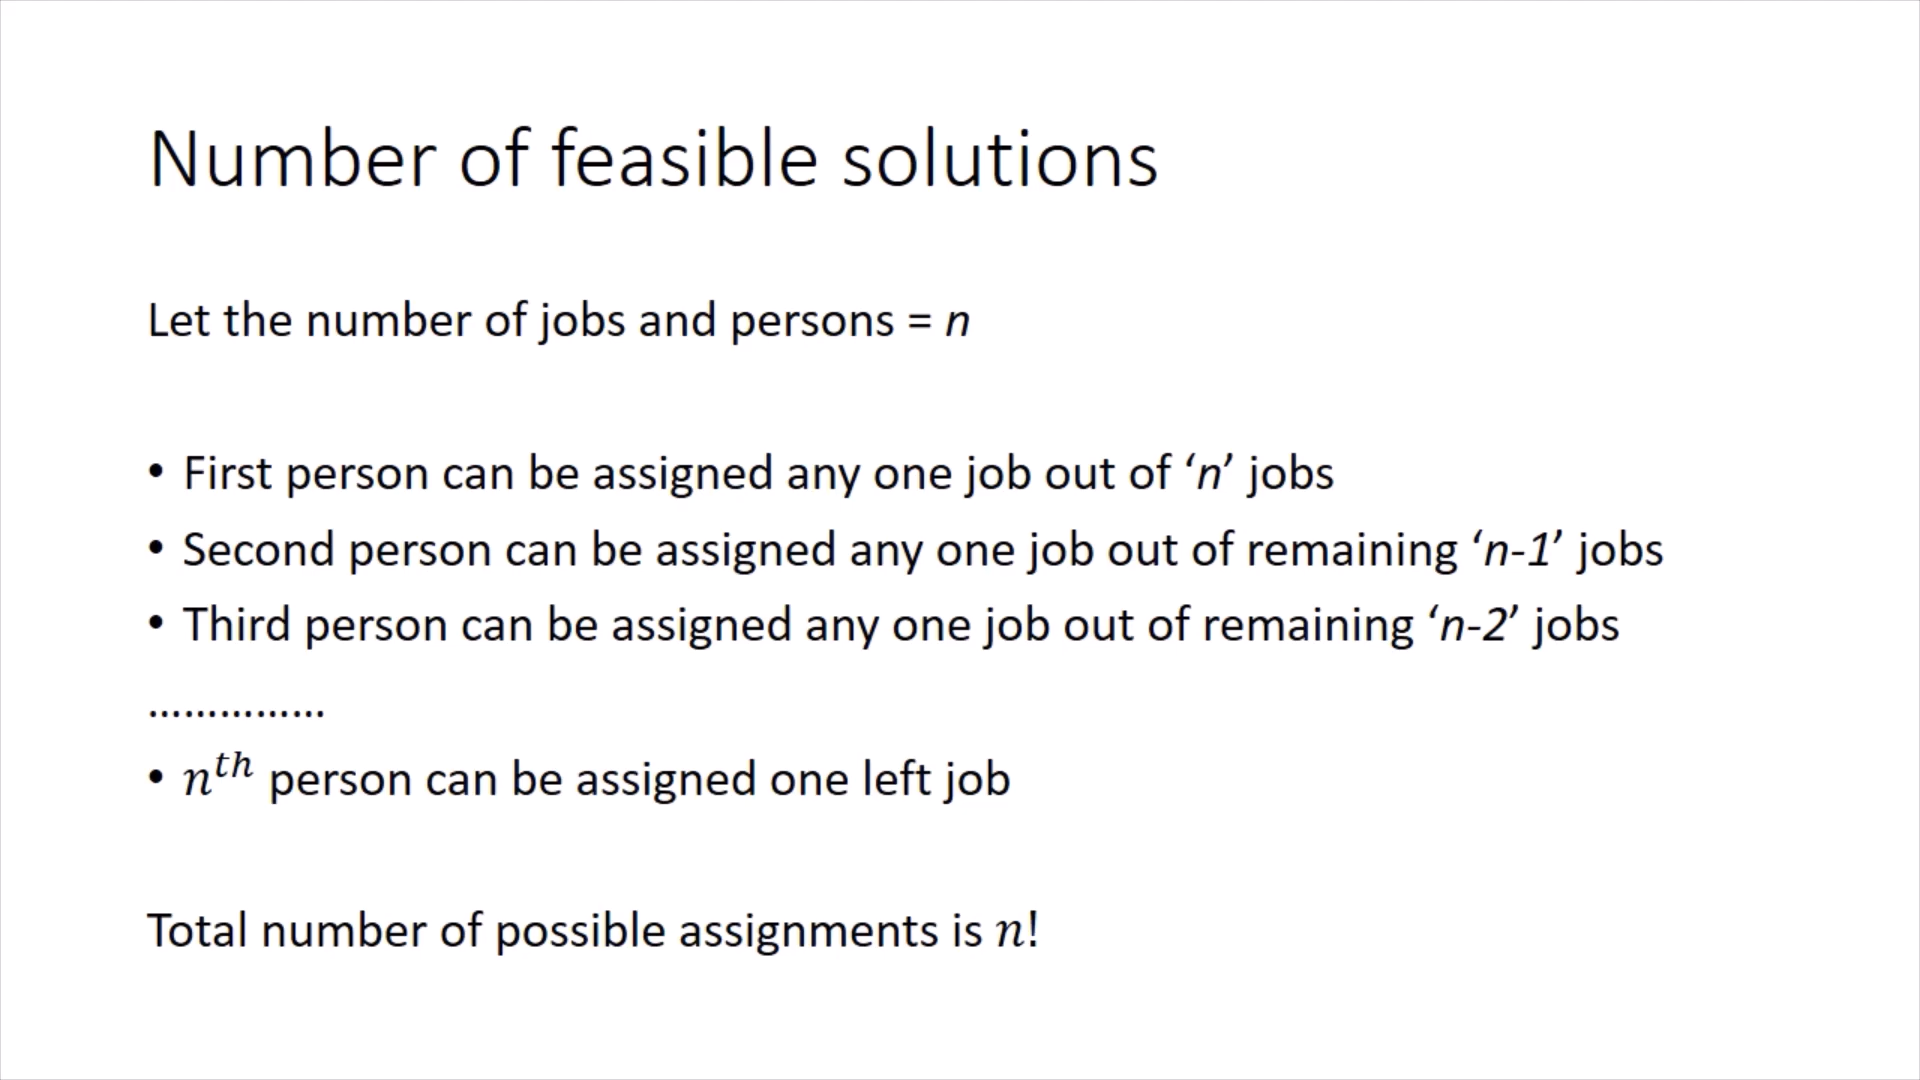 Number of feasible solutions
Let the number of jobs and persons = n
• First person can be assigned any one job out of ‘n’ jobs
• Second person can be assigned any one job out of remaining ‘n-1’ jobs
• Third person can be assigned any one job out of remaining ‘n-2’ jobs
……………
• n^{th} person can be assigned one left job
Total number of possible assignments is n!